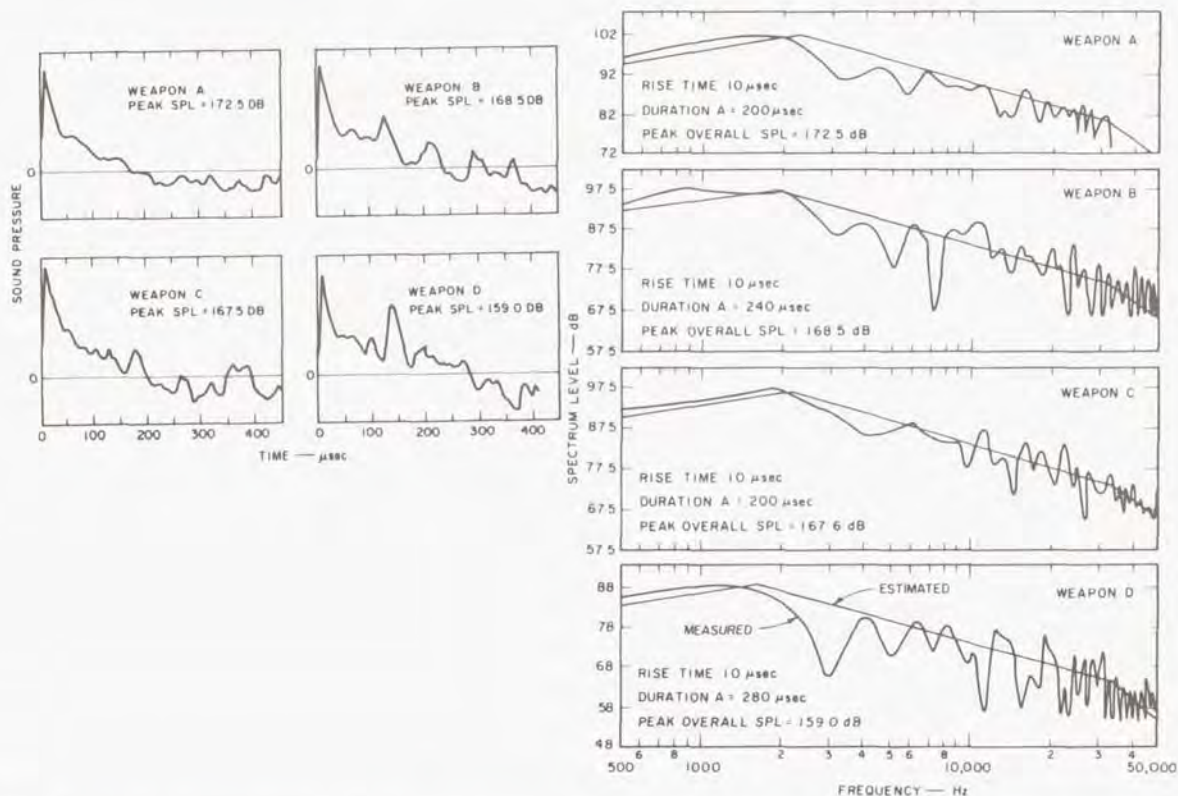 SOUND PRESSURE
WEAPON A
PEAK SPL = 172.5 DB
0
WEAPON B
PEAK SPL = 168.5 DB
0
WEAPON C
PEAK SPL = 167.5 DB
0
0 100 200 300 400
WEAPON D
PEAK SPL = 159.0 DB
0
0 100 200 300 400
TIME — µsec
SPECTRUM LEVEL — dB
102
92
82
72
WEAPON A
RISE TIME 10 µsec
DURATION A = 200 µsec
PEAK OVERALL SPL = 172.5 dB
97.5
87.5
77.5
67.5
57.5
WEAPON B
RISE TIME 10 µsec
DURATION A = 240 µsec
PEAK OVERALL SPL = 168.5 dB
97.5
87.5
77.5
67.5
57.5
WEAPON C
RISE TIME 10 µsec
DURATION A = 200 µsec
PEAK OVERALL SPL = 167.6 dB
88
78
68
58
48
WEAPON D
ESTIMATED
MEASURED
RISE TIME 10 µsec
DURATION A = 280 µsec
PEAK OVERALL SPL = 159.0 dB
6 8 2 3 4 5 6 8 2 3 4
500 1000 10,000 50,000
FREQUENCY — Hz